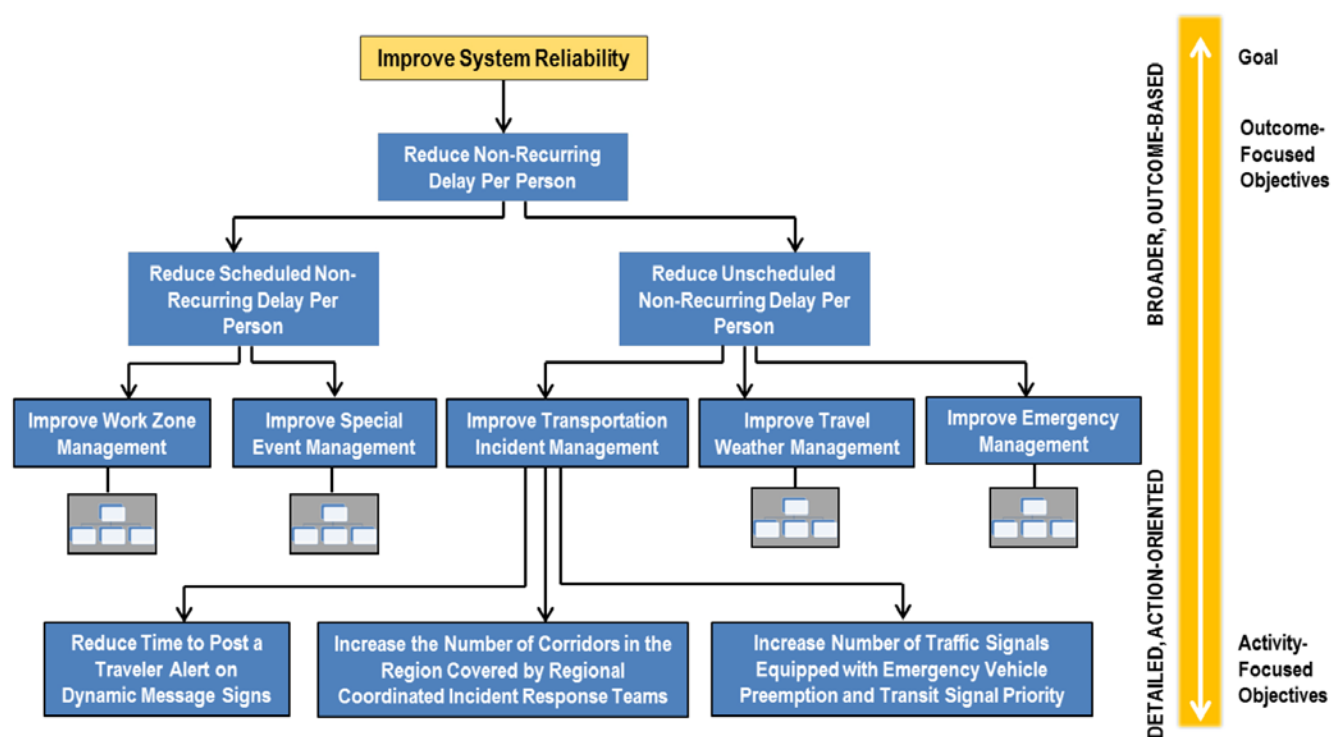 Improve System Reliability
Goal
Outcome-
Focused
Objectives
BROADER, OUTCOME-BASED
Reduce Non-Recurring
Delay Per Person
Reduce Scheduled Non-
Recurring Delay Per
Person
Reduce Unscheduled
Non-Recurring Delay Per
Person
Improve Work Zone
Management
Improve Special
Event Management
Improve Transportation
Incident Management
Improve Travel
Weather Management
Improve Emergency
Management
DETAILED, ACTION-ORIENTED
Reduce Time to Post a
Traveler Alert on
Dynamic Message Signs
Increase the Number of Corridors in the
Region Covered by Regional
Coordinated Incident Response Teams
Increase Number of Traffic Signals
Equipped with Emergency Vehicle
Preemption and Transit Signal Priority
Activity-
Focused
Objectives